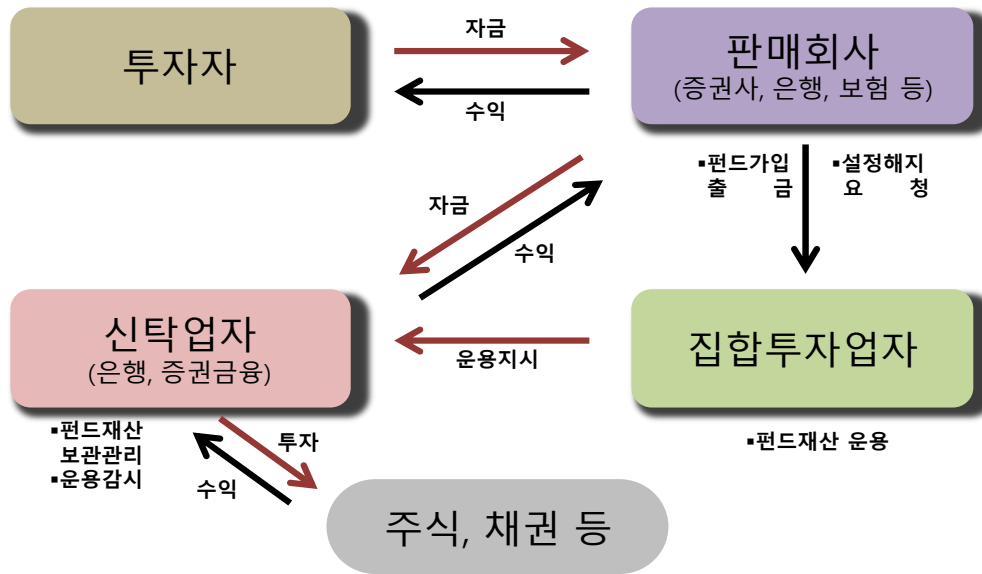 투자자
자금
수익
판매회사
(증권사, 은행, 보험 등)
▪펀드가입
출 금
▪설정해지
요 청
자금
수익
신탁업자
(은행, 증권금융)
운용지시
집합투자업자
▪펀드재산
보관관리
▪운용감시
투자
수익
▪펀드재산 운용
주식, 채권 등